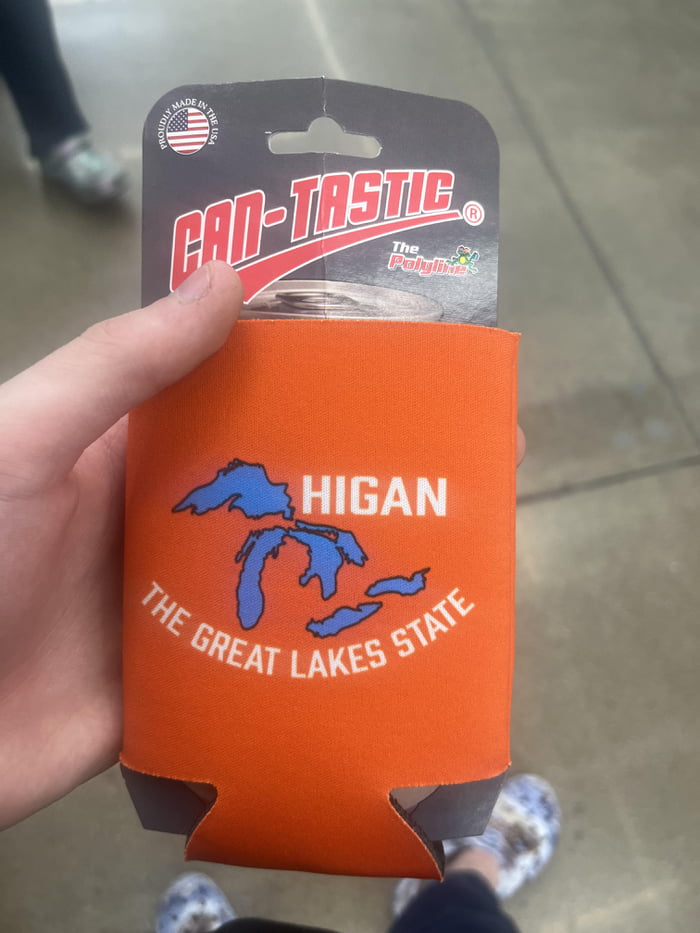 PROUDLY MADE IN THE USA
CAN-TASTIC®
The
Polyline
HIGAN
THE GREAT LAKES STATE